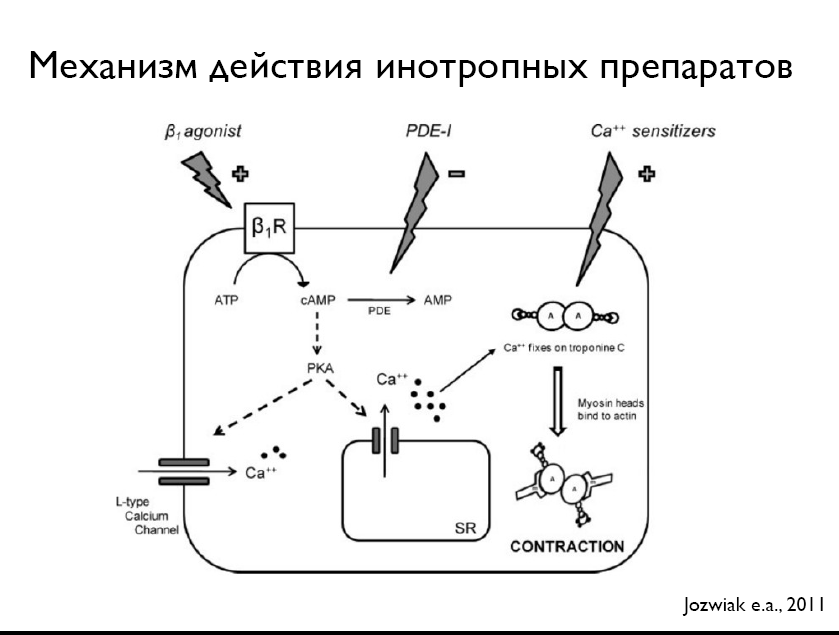 Механизм действия инотропных препаратов
β₁ agonist
PDE-I
Ca⁺⁺ sensitizers
β₁R
ATP
cAMP
AMP
PDE
A A
Ca⁺⁺ fixes on troponine C
PKA
Ca⁺⁺
Myosin heads
bind to actin
Ca⁺⁺
L-type
Calcium
Channel
A
A
SR
CONTRACTION
Jozwiak e.a., 2011